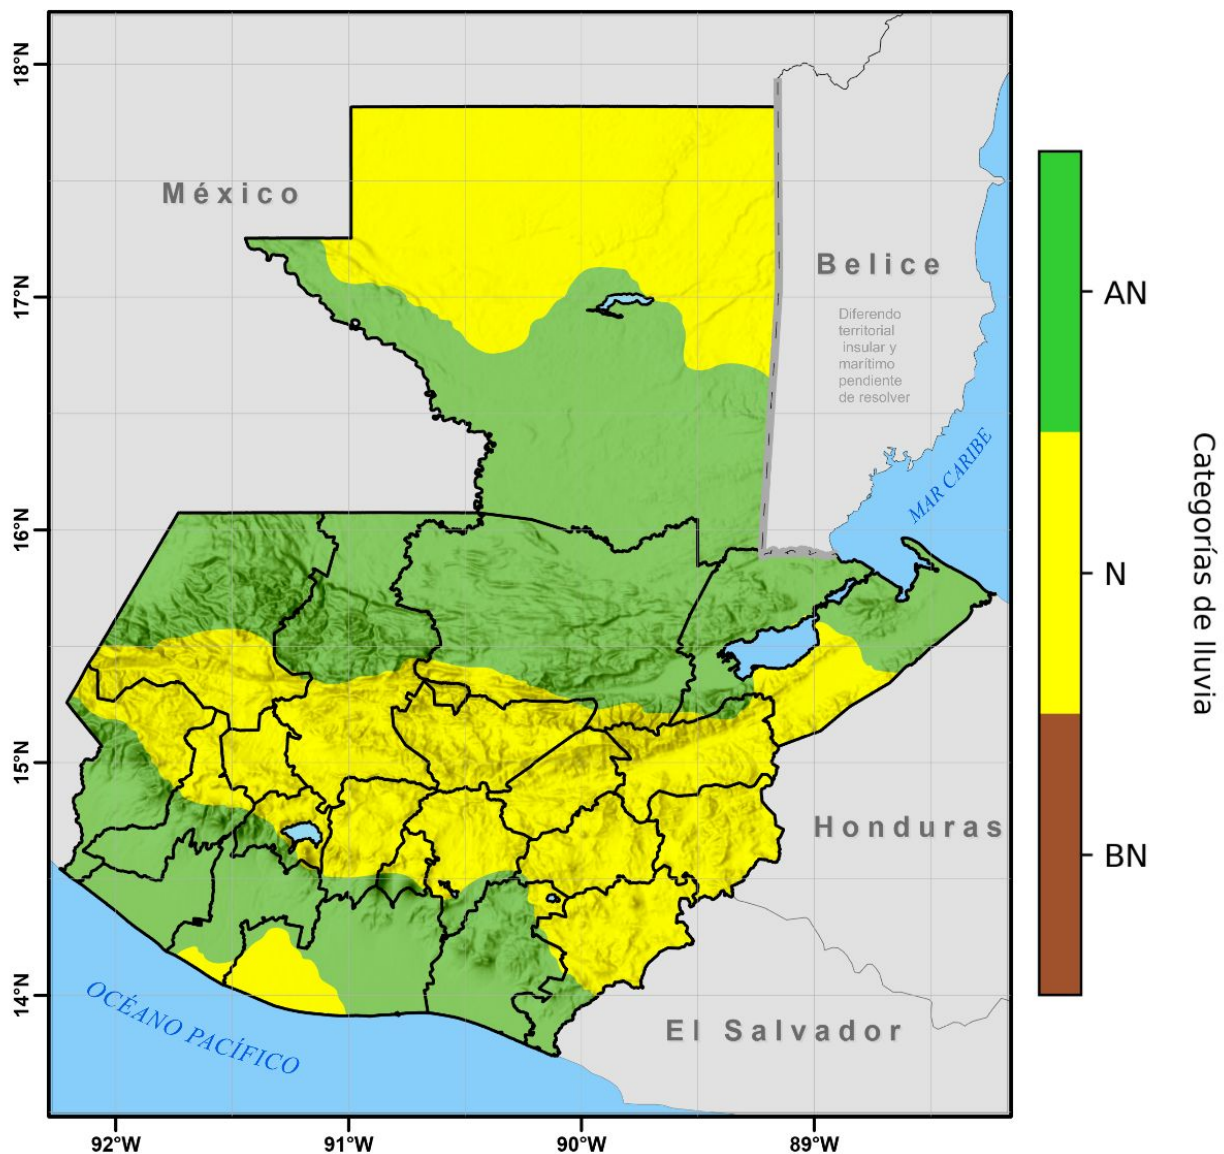 18°N
17°N
16°N
15°N
14°N
México
Belice
Diferendo
territorial
insular y
marítimo
pendiente
de resolver
MAR CARIBE
Honduras
El Salvador
OCÉANO PACÍFICO
92°W
91°W
90°W
89°W
AN
N
BN
Categorías de lluvia